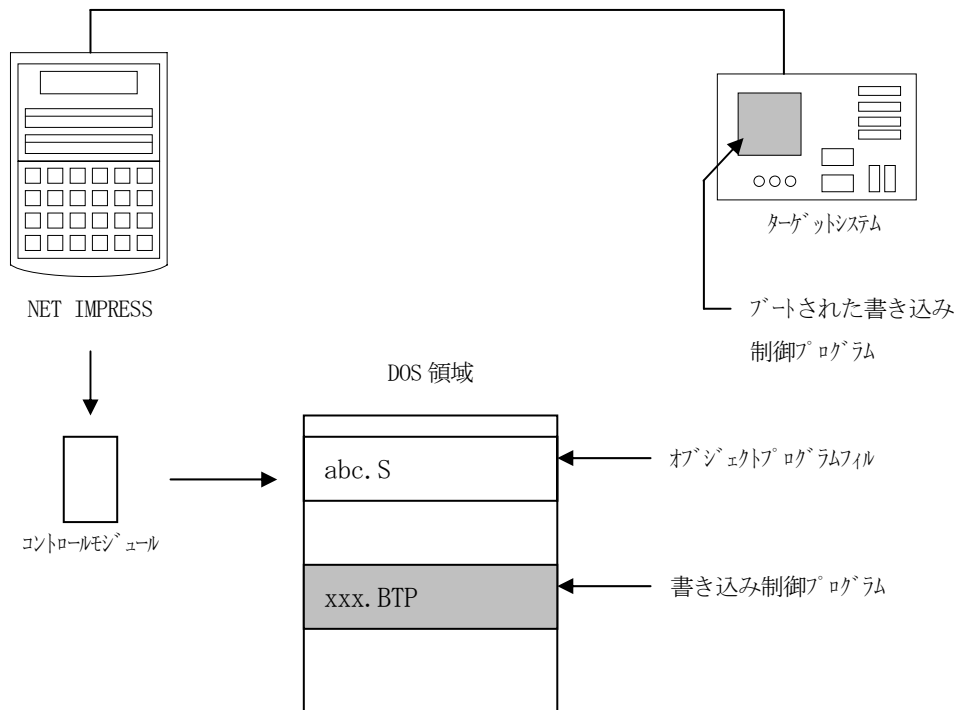 ﾀｰｹﾞｯﾄｼｽﾃﾑ
NET IMPRESS
ﾌﾞｰﾄされた書き込み
制御ﾌﾟﾛｸﾞﾗﾑ
DOS 領域
abc.S
ｵﾌﾞｼﾞｪｸﾄﾌﾟﾛｸﾞﾗﾑﾌｧｲﾙ
ｺﾝﾄﾛｰﾙﾓｼﾞｭｰﾙ
xxx.BTP
書き込み制御ﾌﾟﾛｸﾞﾗﾑ